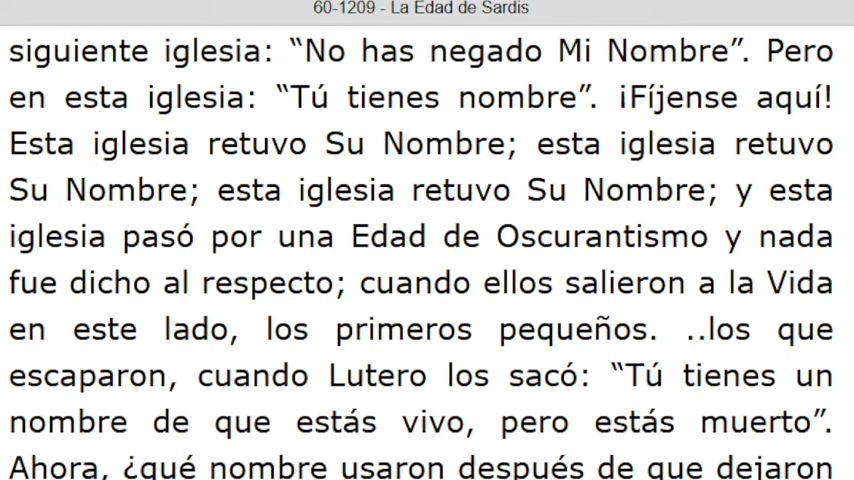 60-1209 - La Edad de Sardis
siguiente iglesia: “No has negado Mi Nombre”. Pero
en esta iglesia: “Tú tienes nombre”. ¡Fíjense aquí!
Esta iglesia retuvo Su Nombre; esta iglesia retuvo
Su Nombre; esta iglesia retuvo Su Nombre; y esta
iglesia pasó por una Edad de Oscurantismo y nada
fue dicho al respecto; cuando ellos salieron a la Vida
en este lado, los primeros pequeños. ..los que
escaparon, cuando Lutero los sacó: “Tú tienes un
nombre de que estás vivo, pero estás muerto”.
Ahora, ¿qué nombre usaron después de que dejaron